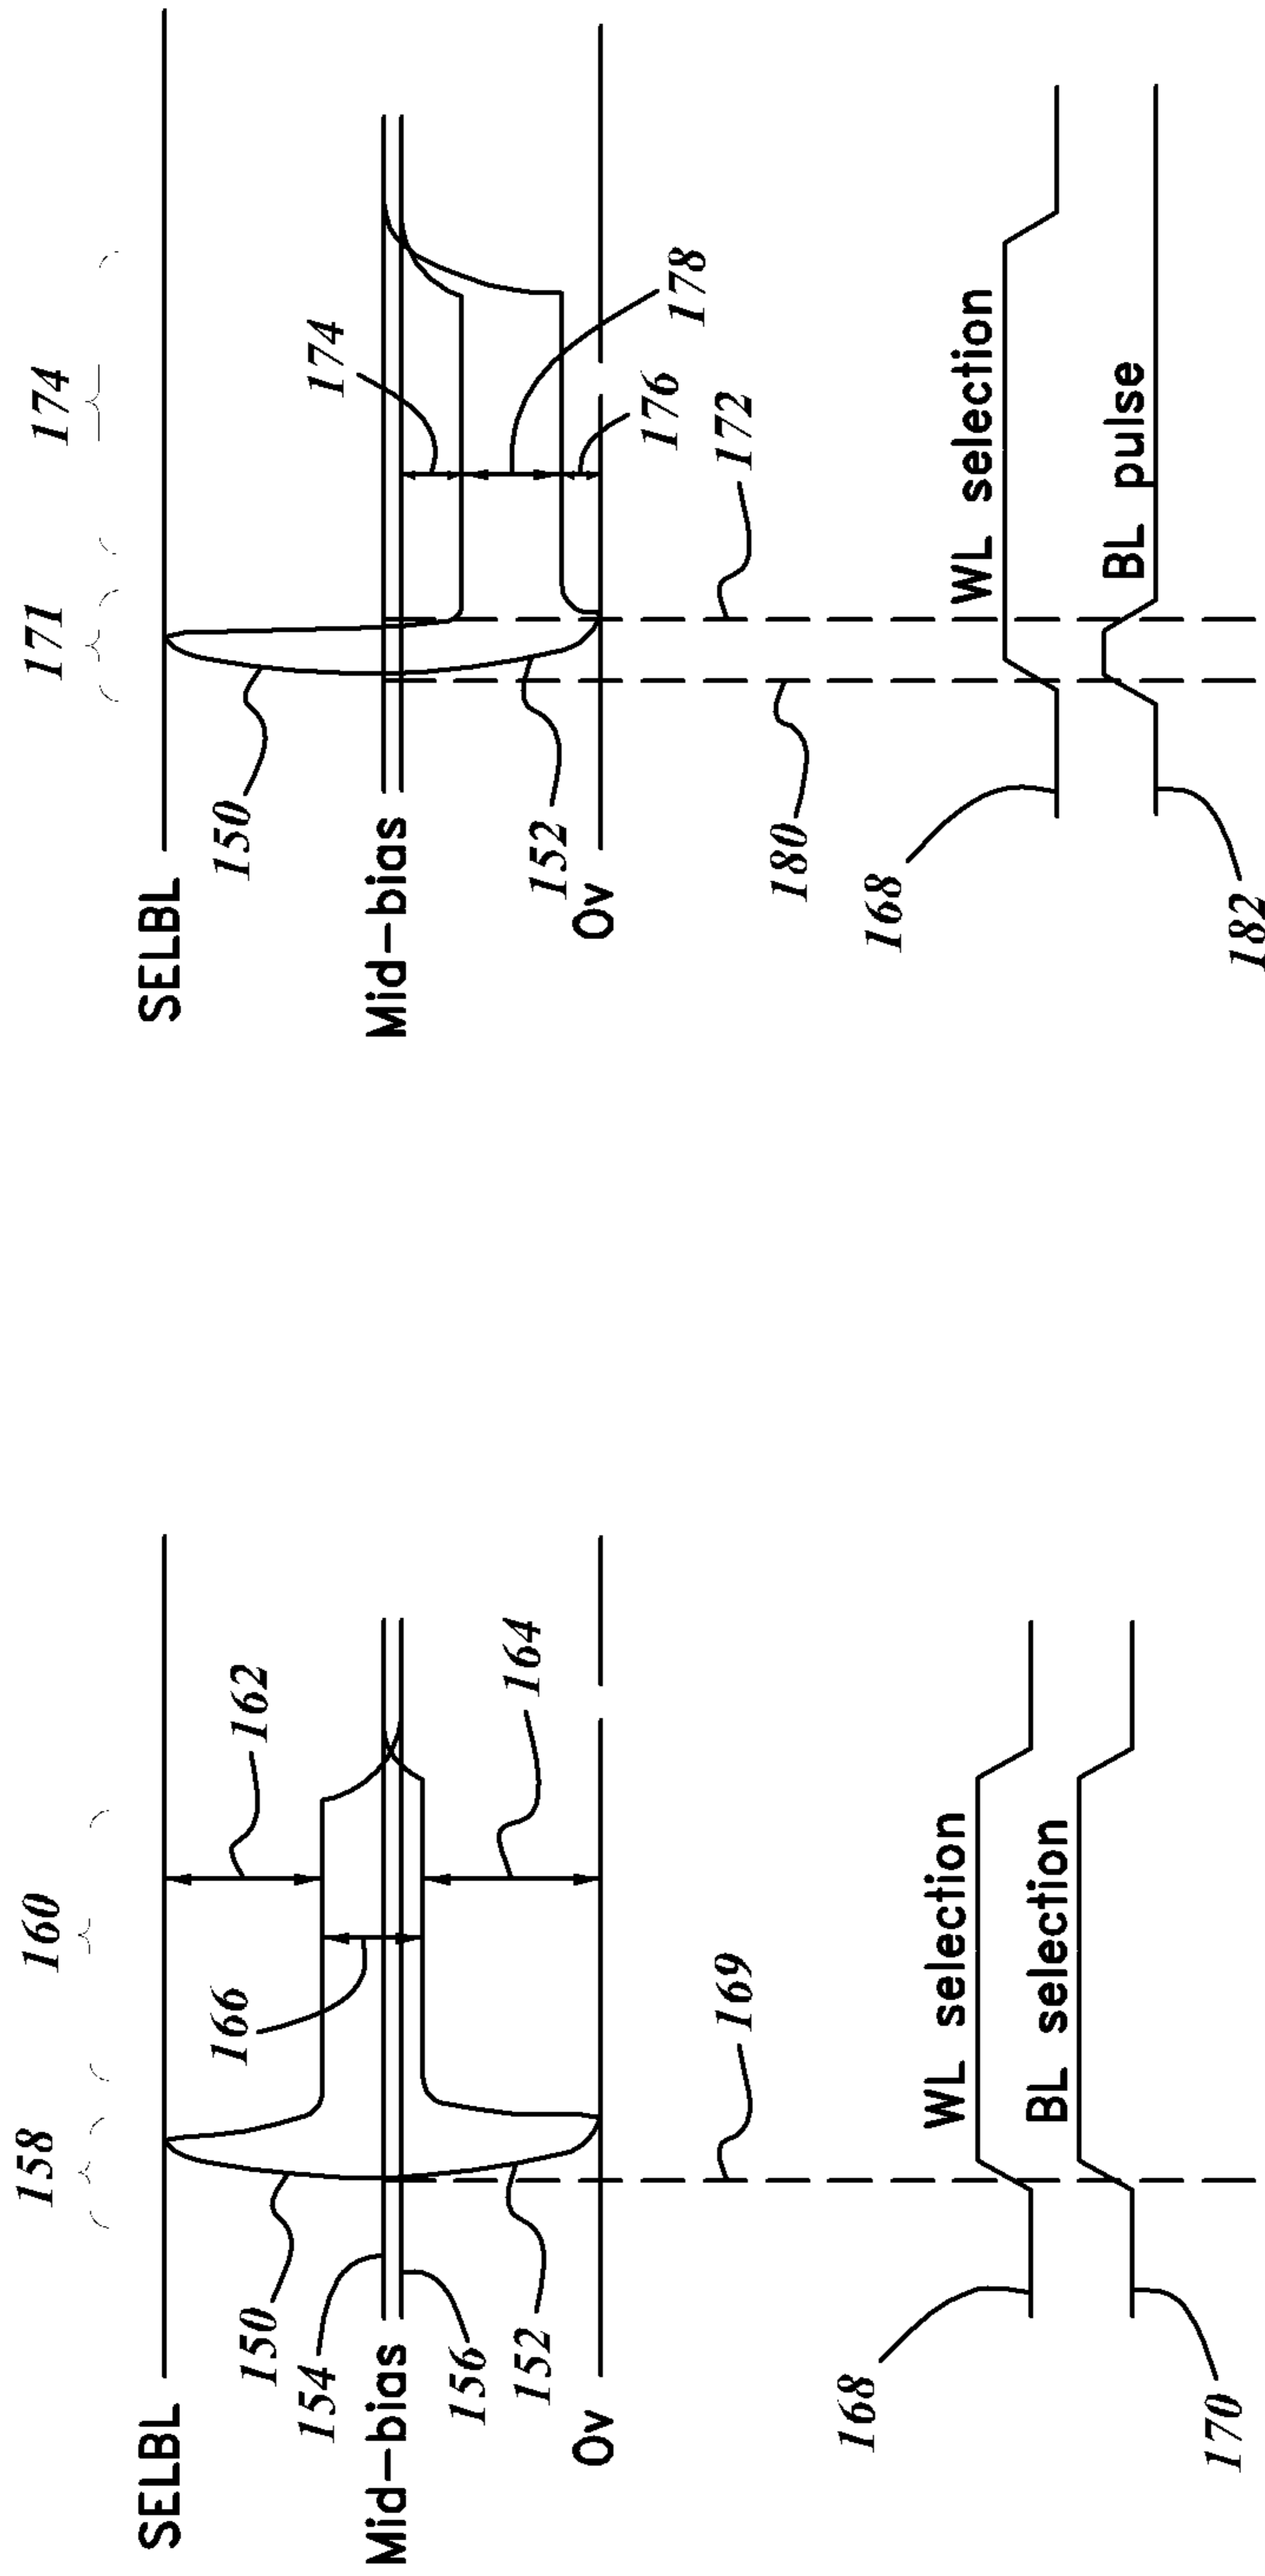 158
160
SELBL
150
162
154
166
Mid-bias
156
152
164
0v
169
WL selection
168
BL selection
170
171
174
SELBL
150
174
Mid-bias
178
152
176
0v
172
180
WL selection
168
BL pulse
182